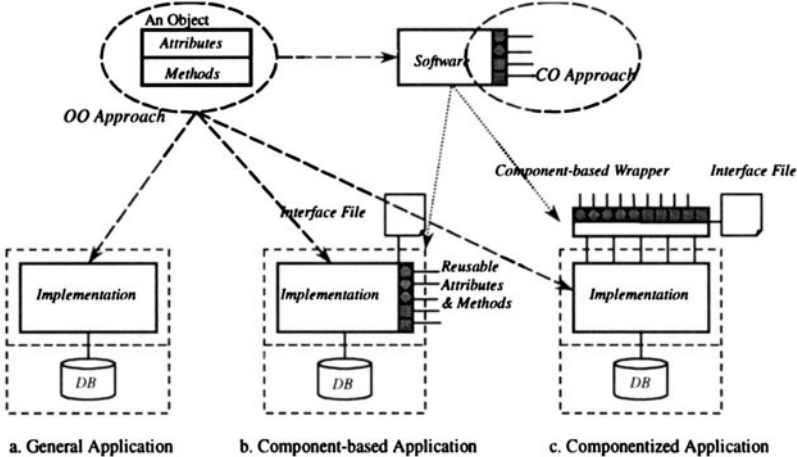 An Object
Attributes
Methods
Software
CO Approach
OO Approach
Component-based Wrapper
Interface File
Interface File
Implementation
Implementation
Reusable
Attributes
& Methods
Implementation
DB
DB
DB
a. General Application
b. Component-based Application
c. Componentized Application